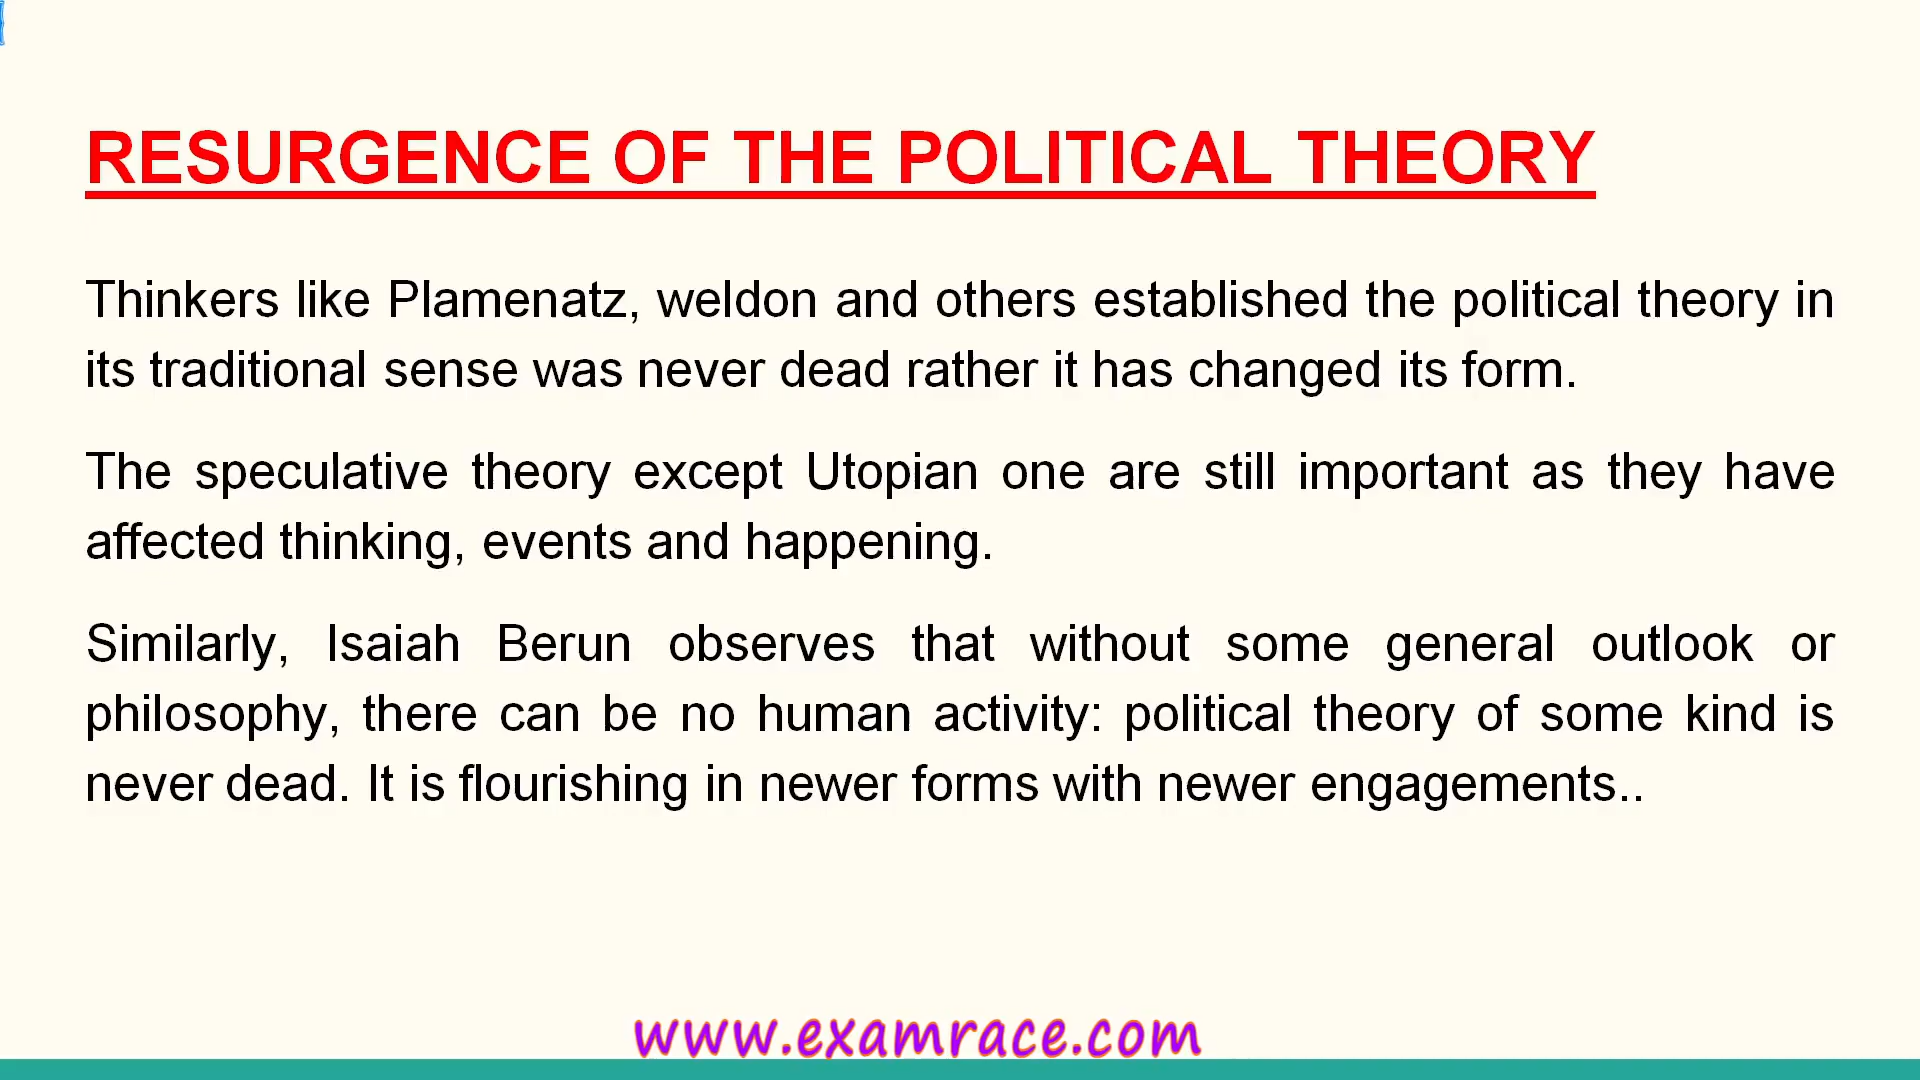 RESURGENCE OF THE POLITICAL THEORY
Thinkers like Plamenatz, weldon and others established the political theory in
its traditional sense was never dead rather it has changed its form.
The speculative theory except Utopian one are still important as they have
affected thinking, events and happening.
Similarly, Isaiah Berun observes that without some general outlook or
philosophy, there can be no human activity: political theory of some kind is
never dead. It is flourishing in newer forms with newer engagements..
www.examrace.com